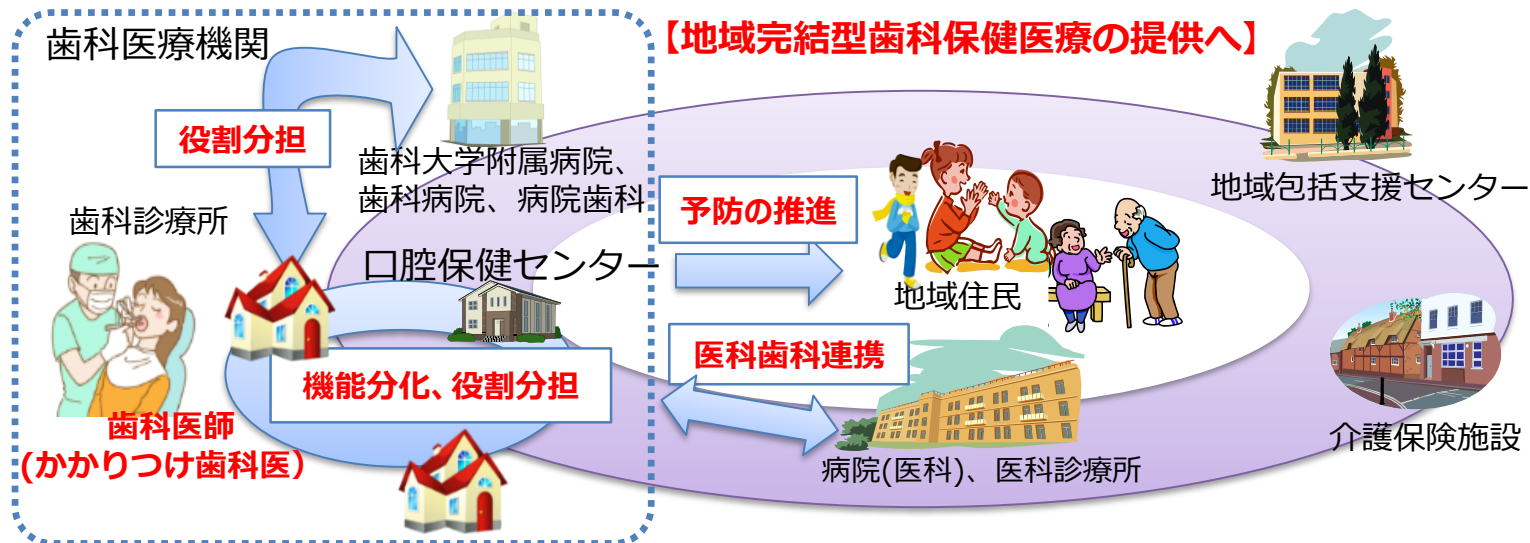 歯科医療機関
【地域完結型歯科保健医療の提供へ】
役割分担
歯科大学附属病院、
歯科病院、病院歯科
歯科診療所
口腔保健センター
機能分化、役割分担
歯科医師
(かかりつけ歯科医)
予防の推進
地域住民
医科歯科連携
病院(医科)、医科診療所
地域包括支援センター
介護保険施設